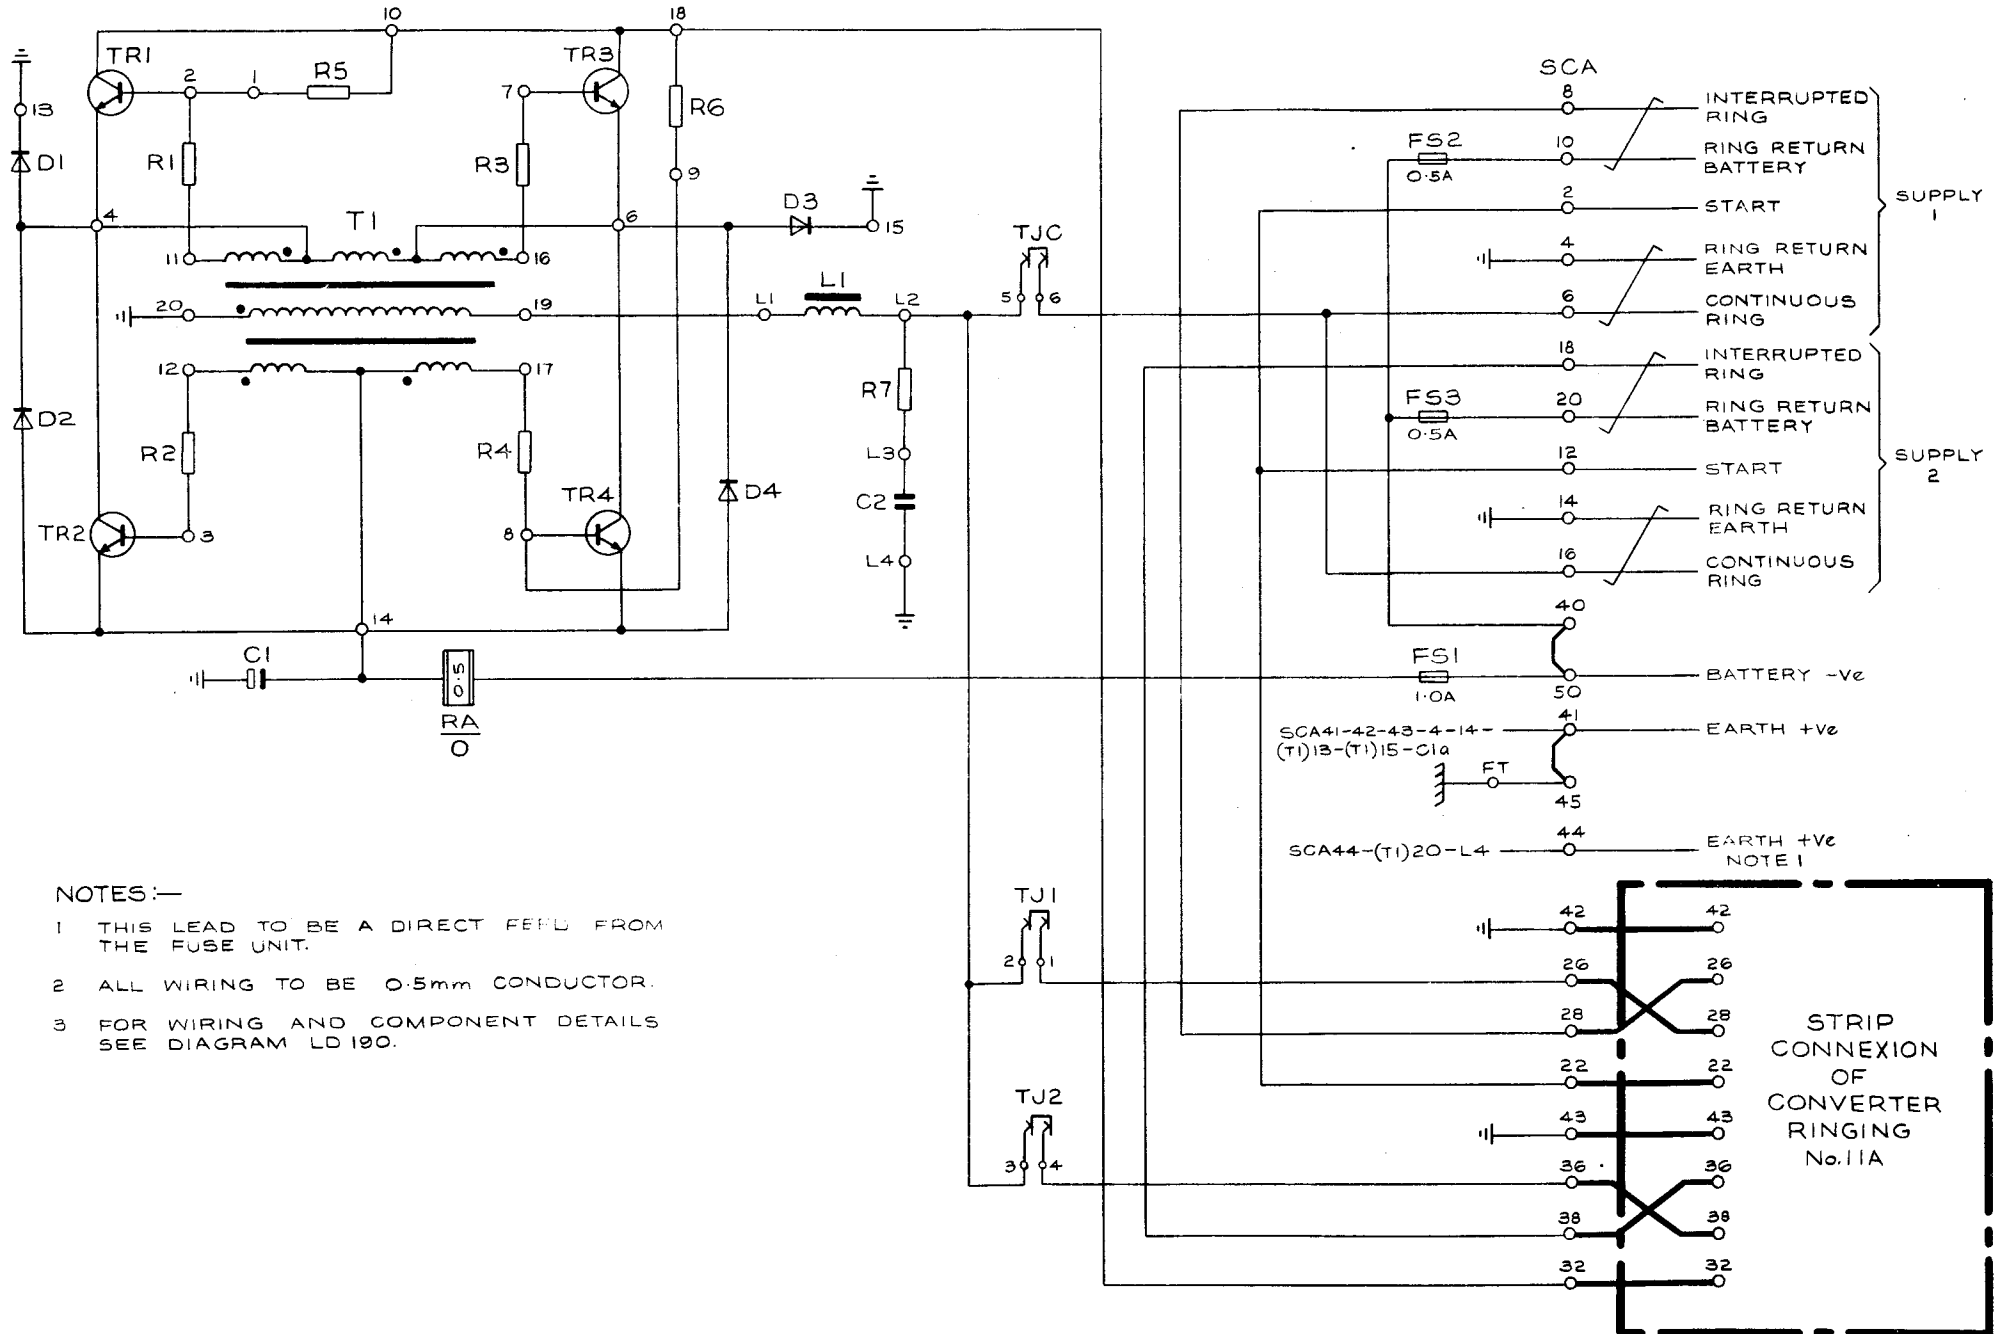 10
18
TR1
TR3
2
1
R5
7
R6
13
D1
R1
R3
9
4
T1
6
D3
15
11
16
20
19
L1
L1
L2
12
17
D2
R2
R4
R7
L3
C2
L4
TR2
3
8
TR4
D4
14
C1
0.5
RA
0
TJC
5 6
SCA
8
INTERRUPTED
RING
FS2
0.5A
10
RING RETURN
BATTERY
2
START
SUPPLY
1
4
RING RETURN
EARTH
6
CONTINUOUS
RING
18
INTERRUPTED
RING
FS3
0.5A
20
RING RETURN
BATTERY
12
START
SUPPLY
2
14
RING RETURN
EARTH
16
CONTINUOUS
RING
40
FS1
1.0A
50
BATTERY -Ve
41
SCA41-42-43-4-14-
(T1)13-(T1)15-C1a
EARTH +Ve
FT
45
44
SCA44-(T1)20-L4
EARTH +Ve
NOTE 1
NOTES:—
1 THIS LEAD TO BE A DIRECT FEED FROM
THE FUSE UNIT.
2 ALL WIRING TO BE 0.5mm CONDUCTOR.
3 FOR WIRING AND COMPONENT DETAILS
SEE DIAGRAM LD 190.
TJ1
2 1
TJ2
3 4
42 42
26 26
28 28
22 22
43 43
36 36
38 38
32 32
STRIP
CONNEXION
OF
CONVERTER
RINGING
No.11A